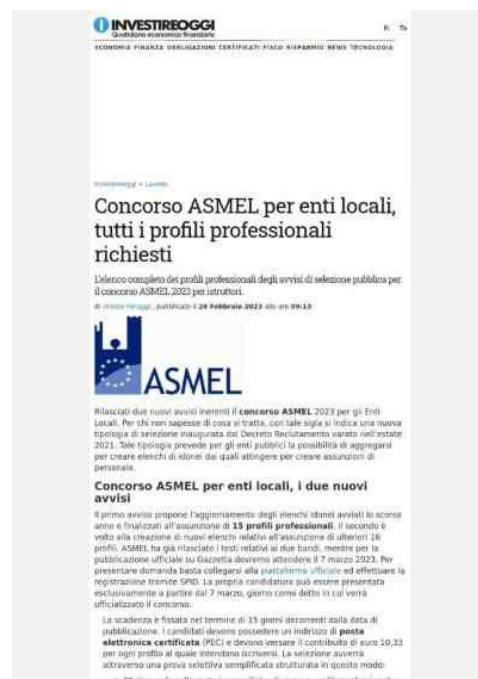 INVESTIREOGGI
Quotidiano economico finanziario
ECONOMIA FINANZA OBBLIGAZIONI CERTIFICATI FISCO RISPARMIO NEWS TECNOLOGIA
InvestireOggi » Lavoro
Concorso ASMEL per enti locali,
tutti i profili professionali
richiesti
L'elenco completo dei profili professionali degli avvisi di selezione pubblica per
il concorso ASMEL 2023 per istruttori.
di , pubblicato il 28 Febbraio 2023 alle ore 09:13
ASMEL
Rilasciati due nuovi avvisi inerenti il concorso ASMEL 2023 per gli Enti
Locali. Per chi non sapesse di cosa si tratta, con tale sigla si indica una nuova
tipologia di selezione inaugurata dal Decreto Reclutamento varato nell'estate
2021. Tale tipologia prevede per gli enti pubblici la possibilità di aggregarsi
per creare elenchi di idonei dai quali attingere per creare assunzioni di
personale.
Concorso ASMEL per enti locali, i due nuovi
avvisi
Il primo avviso propone l'aggiornamento degli elenchi idonei avviati lo scorso
anno e finalizzati all'assunzione di 15 profili professionali. Il secondo è
volto alla creazione di nuovi elenchi relativi all'assunzione di ulteriori 16
profili. ASMEL ha già rilasciato i testi relativi ai due bandi, mentre per la
pubblicazione ufficiale su Gazzetta dovremo attendere il 7 marzo 2023. Per
presentare domanda basta collegarsi alla piattaforma ufficiale ed effettuare la
registrazione tramite SPID. La propria candidatura può essere presentata
esclusivamente a partire dal 7 marzo, giorno come detto in cui verrà
ufficializzato il concorso.
La scadenza è fissata nel termine di 15 giorni decorrenti dalla data di
pubblicazione. I candidati devono possedere un indirizzo di posta
elettronica certificata (PEC) e devono versare il contributo di euro 10,33
per ogni profilo al quale intendano iscriversi. La selezione avverrà
attraverso una prova selettiva semplificata strutturata in questo modo: